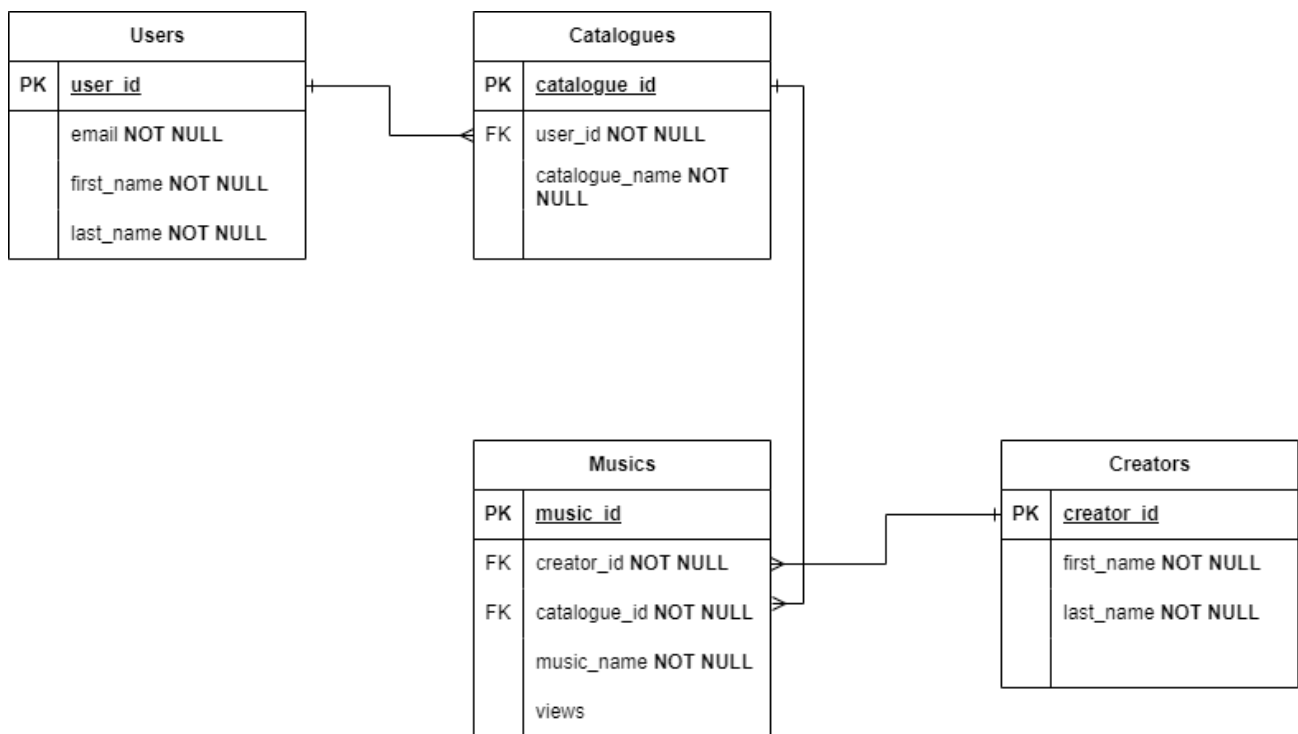 Users
PK user_id
email NOT NULL
first_name NOT NULL
last_name NOT NULL
Catalogues
PK catalogue_id
FK user_id NOT NULL
catalogue_name NOT
NULL
Musics
PK music_id
FK creator_id NOT NULL
FK catalogue_id NOT NULL
music_name NOT NULL
views
Creators
PK creator_id
first_name NOT NULL
last_name NOT NULL